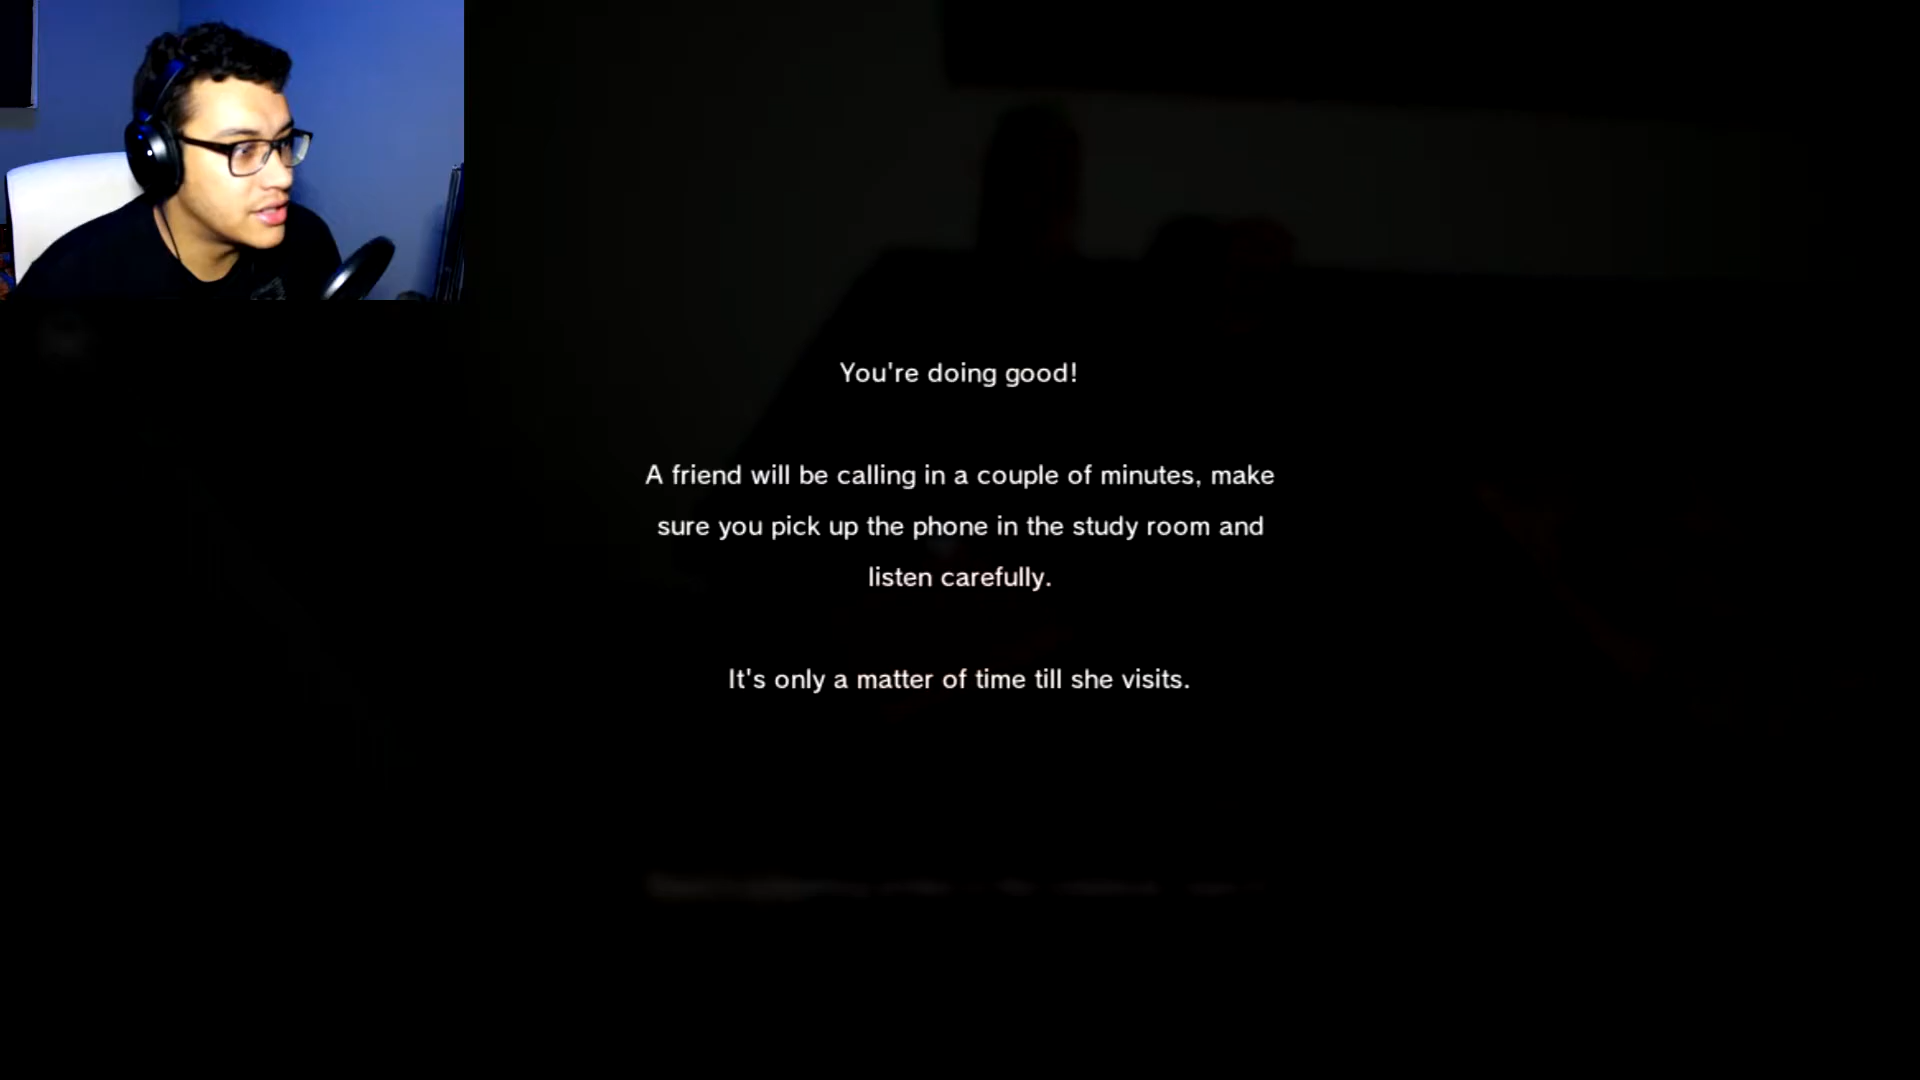 You're doing good!
A friend will be calling in a couple of minutes, make
sure you pick up the phone in the study room and
listen carefully.
It's only a matter of time till she visits.